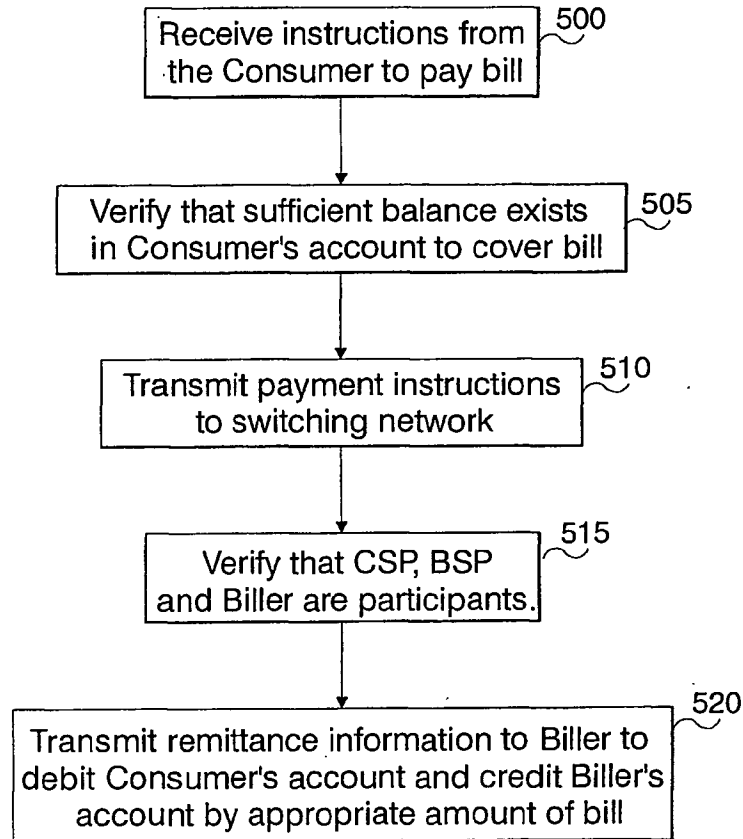 Receive instructions from
the Consumer to pay bill
500
Verify that sufficient balance exists
in Consumer's account to cover bill
505
Transmit payment instructions
to switching network
510
Verify that CSP, BSP
and Biller are participants.
515
Transmit remittance information to Biller to
debit Consumer's account and credit Biller's
account by appropriate amount of bill
520